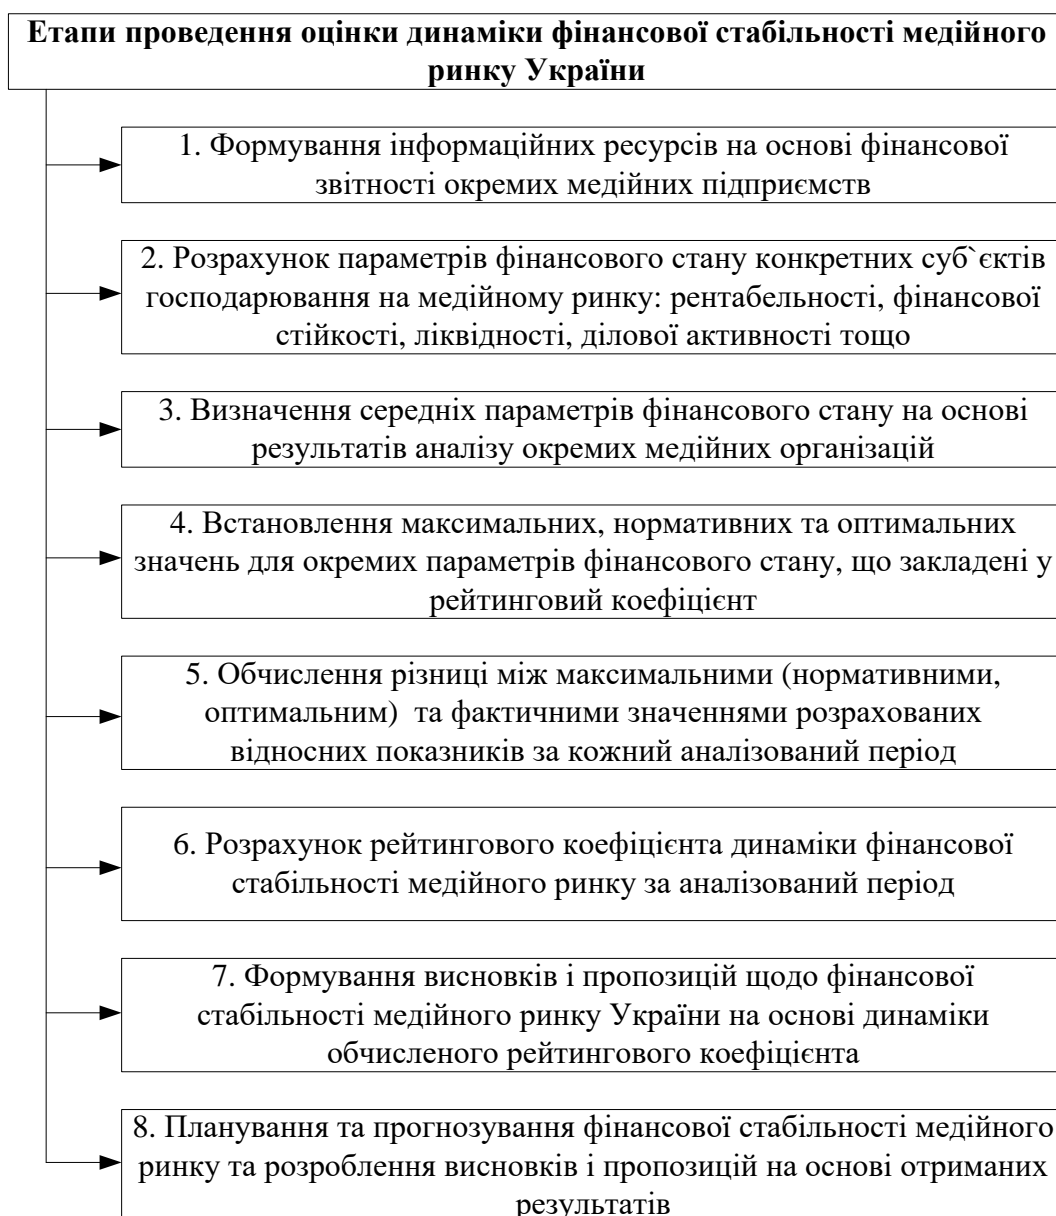 Етапи проведення оцінки динаміки фінансової стабільності медійного
ринку України
1. Формування інформаційних ресурсів на основі фінансової
звітності окремих медійних підприємств
2. Розрахунок параметрів фінансового стану конкретних суб`єктів
господарювання на медійному ринку: рентабельності, фінансової
стійкості, ліквідності, ділової активності тощо
3. Визначення середніх параметрів фінансового стану на основі
результатів аналізу окремих медійних організацій
4. Встановлення максимальних, нормативних та оптимальних
значень для окремих параметрів фінансового стану, що закладені у
рейтинговий коефіцієнт
5. Обчислення різниці між максимальними (нормативними,
оптимальним)  та фактичними значеннями розрахованих
відносних показників за кожний аналізований період
6. Розрахунок рейтингового коефіцієнта динаміки фінансової
стабільності медійного ринку за аналізований період
7. Формування висновків і пропозицій щодо фінансової
стабільності медійного ринку України на основі динаміки
обчисленого рейтингового коефіцієнта
8. Планування та прогнозування фінансової стабільності медійного
ринку та розроблення висновків і пропозицій на основі отриманих
результатів